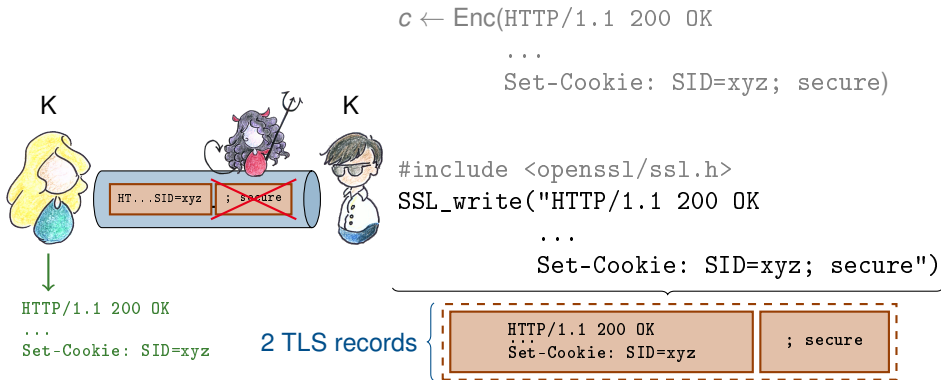 c ← Enc(HTTP/1.1 200 OK
...
Set-Cookie: SID=xyz; secure)
K
K
HT...SID=xyz
; secure
#include <openssl/ssl.h>
SSL_write("HTTP/1.1 200 OK
...
Set-Cookie: SID=xyz; secure")
HTTP/1.1 200 OK
...
Set-Cookie: SID=xyz
2 TLS records
HTTP/1.1 200 OK
...
Set-Cookie: SID=xyz
; secure